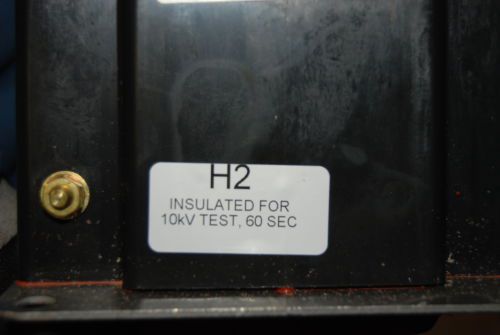 H2
INSULATED FOR
10kV TEST, 60 SEC